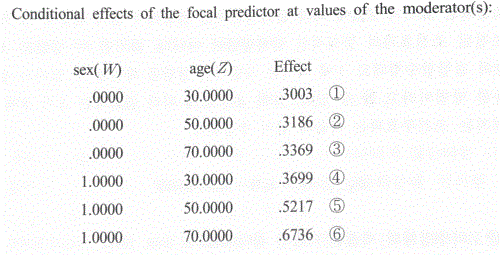 Conditional effects of the focal predictor at values of the moderator(s):
sex(W) age(Z) Effect
.0000 30.0000 .3003 ①
.0000 50.0000 .3186 ②
.0000 70.0000 .3369 ③
1.0000 30.0000 .3699 ④
1.0000 50.0000 .5217 ⑤
1.0000 70.0000 .6736 ⑥